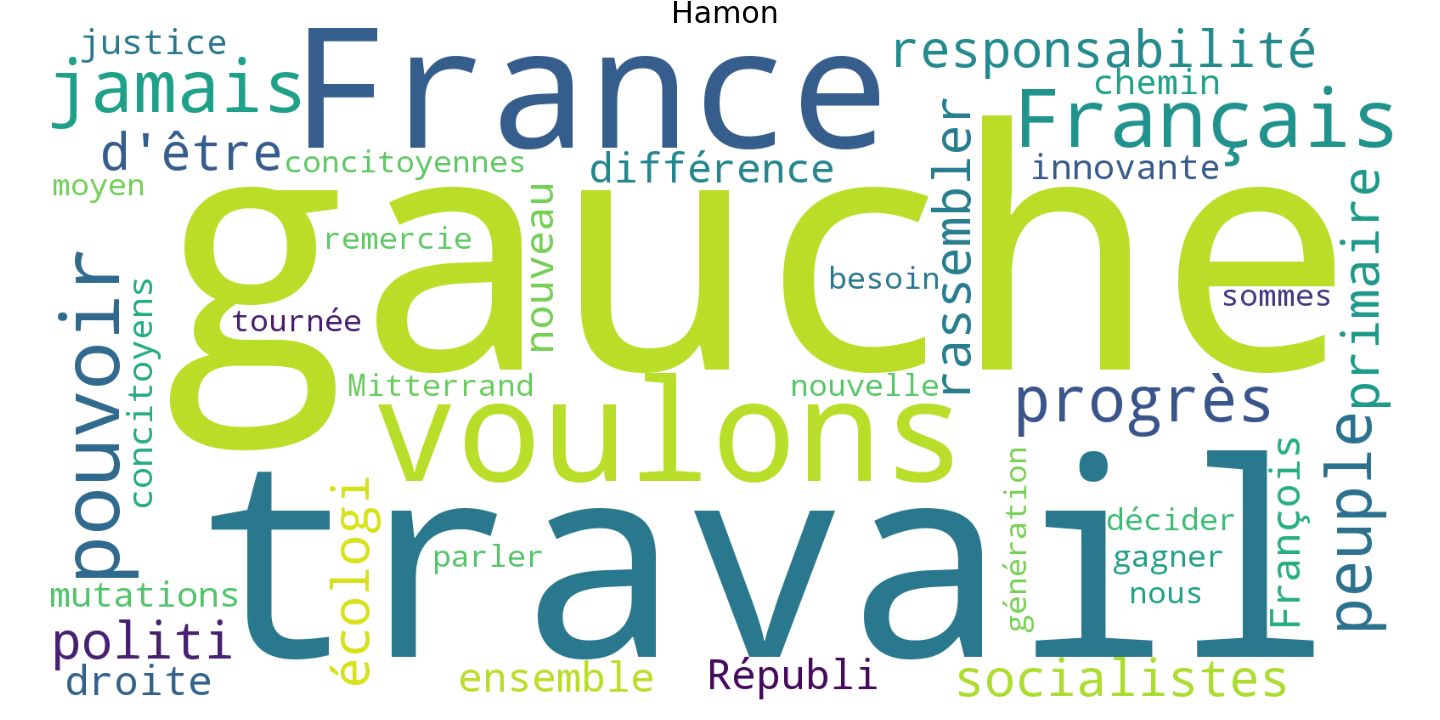 Hamon
justice
jamais
France
responsabilité
chemin
Français
d'être
concitoyennes
différence
rassembler
innovante
moyen
gauche
primaire
remercie
nouveau
besoin
sommes
pouvoir
concitoyens
tournée
Mitterrand
nouvelle
voulons
progrès
peuple
travail
écologi
parler
génération
décider
gagner
nous
François
mutations
politi
droite
ensemble
Républi
socialistes